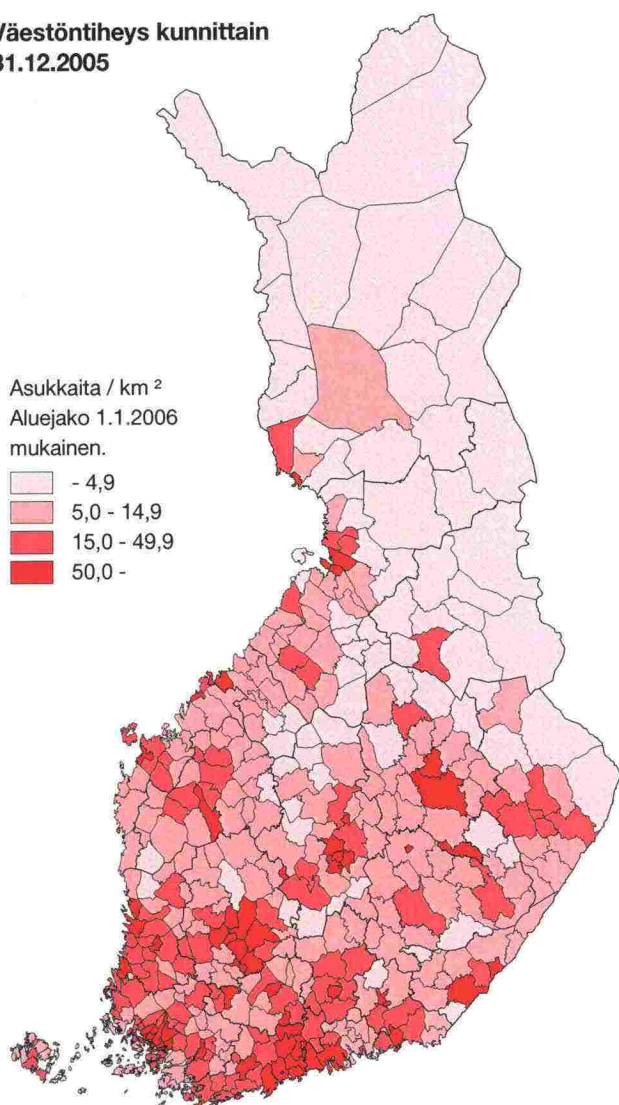 Väestöntiheys kunnittain
31.12.2005
Asukkaita / km ²
Aluejako 1.1.2006
mukainen.
- 4,9
5,0 - 14,9
15,0 - 49,9
50,0 -